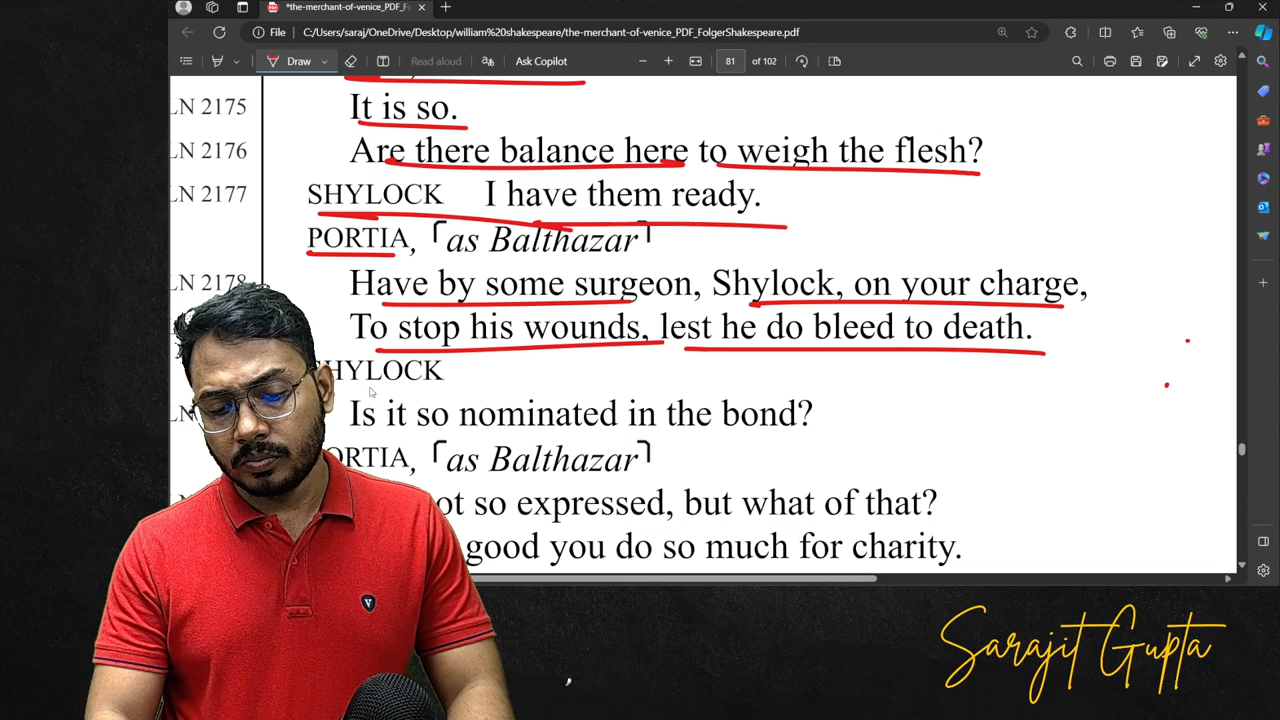 *the-merchant-of-venice_PDF_F
File
C:/Users/saraj/OneDrive/Desktop/william%20shakespeare/the-merchant-of-venice_PDF_FolgerShakespeare.pdf
Draw
Read aloud
Ask Copilot
81
of 102
LN 2175 It is so.
LN 2176 Are there balance here to weigh the flesh?
LN 2177 SHYLOCK I have them ready.
PORTIA, ⌜as Balthazar⌝
LN 2178 Have by some surgeon, Shylock, on your charge,
To stop his wounds, lest he do bleed to death.
HYLOCK
Is it so nominated in the bond?
ORTIA, ⌜as Balthazar⌝
ot so expressed, but what of that?
good you do so much for charity.
V
Sarajit Gupta